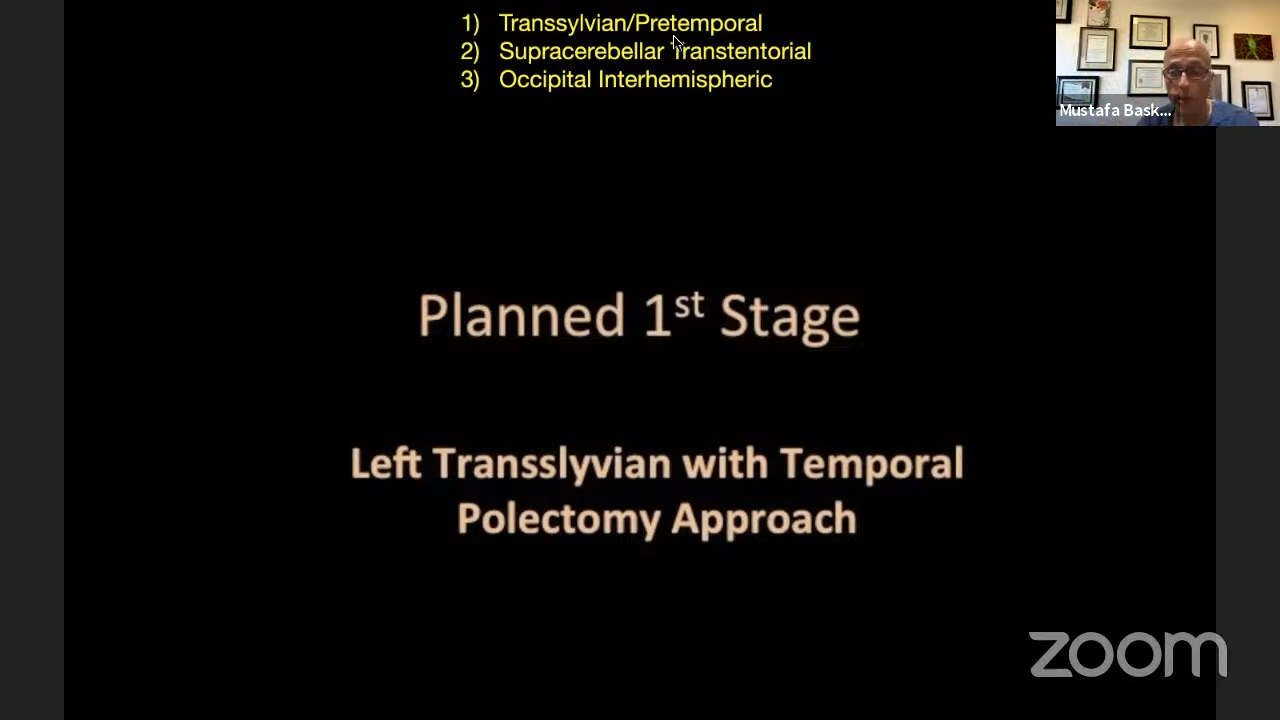 1) Transsylvian/Pretemporal
2) Supracerebellar Transtentorial
3) Occipital Interhemispheric
Mustafa Bask...
Planned 1st Stage
Left Transslyvian with Temporal
Polectomy Approach
zoom